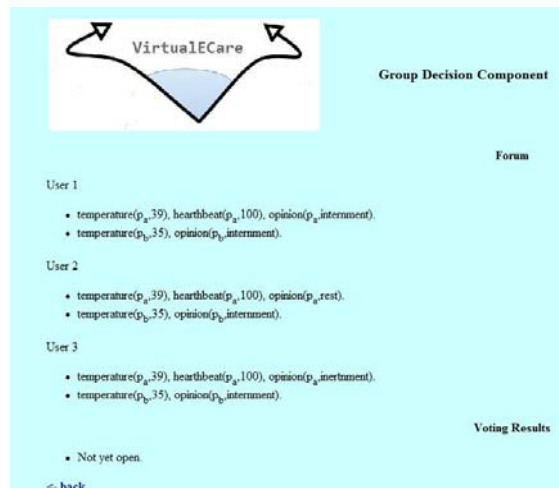 VirtualECare
Group Decision Component
Forum
User 1
• temperature(pa,39), hearthbeat(pa,100), opinion(pa,internment).
• temperature(pb,35), opinion(pb,internment).
User 2
• temperature(pa,39), hearthbeat(pa,100), opinion(pa,rest).
• temperature(pb,35), opinion(pb,internment).
User 3
• temperature(pa,39), hearthbeat(pa,100), opinion(pa,inertnment).
• temperature(pb,35), opinion(pb,internment).
Voting Results
• Not yet open.
<- back